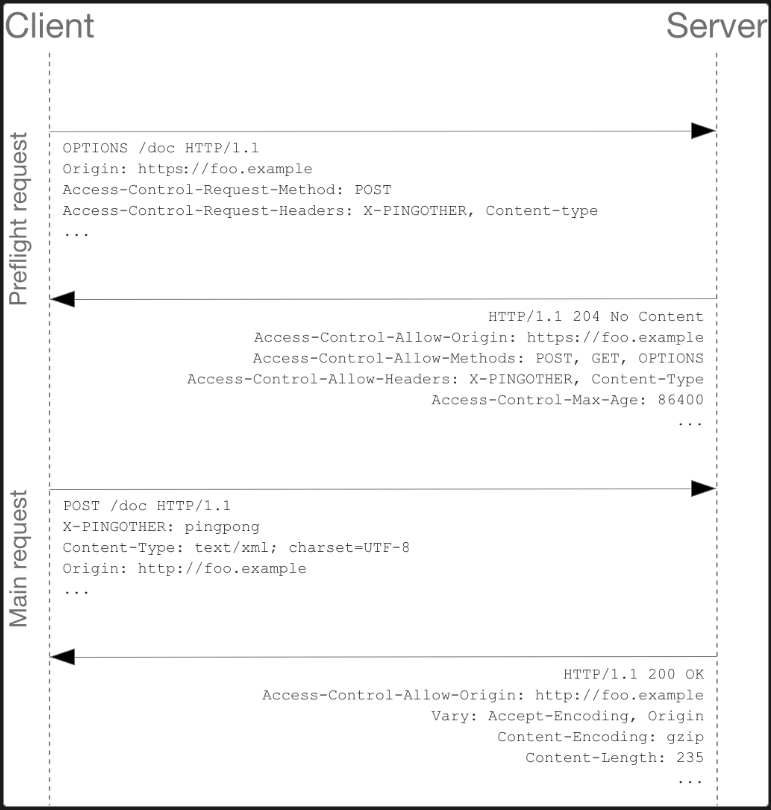 Client
Server
Preflight request
OPTIONS /doc HTTP/1.1
Origin: https://foo.example
Access-Control-Request-Method: POST
Access-Control-Request-Headers: X-PINGOTHER, Content-type
...
HTTP/1.1 204 No Content
Access-Control-Allow-Origin: https://foo.example
Access-Control-Allow-Methods: POST, GET, OPTIONS
Access-Control-Allow-Headers: X-PINGOTHER, Content-Type
Access-Control-Max-Age: 86400
...
Main request
POST /doc HTTP/1.1
X-PINGOTHER: pingpong
Content-Type: text/xml; charset=UTF-8
Origin: http://foo.example
...
HTTP/1.1 200 OK
Access-Control-Allow-Origin: http://foo.example
Vary: Accept-Encoding, Origin
Content-Encoding: gzip
Content-Length: 235
...